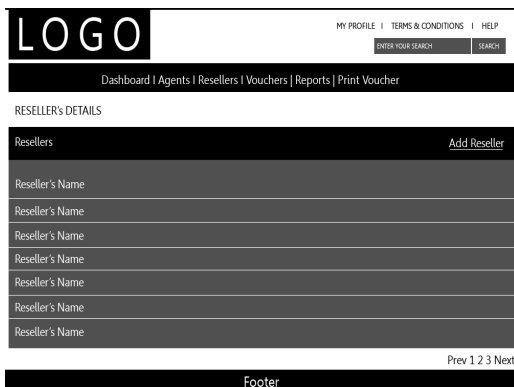 LOGO
MY PROFILE I TERMS & CONDITIONS I HELP
ENTER YOUR SEARCH SEARCH
Dashboard I Agents I Resellers I Vouchers | Reports | Print Voucher
RESELLER's DETAILS
Resellers Add Reseller
Reseller's Name
Reseller's Name
Reseller's Name
Reseller's Name
Reseller's Name
Reseller's Name
Reseller's Name
Prev 1 2 3 Next
Footer